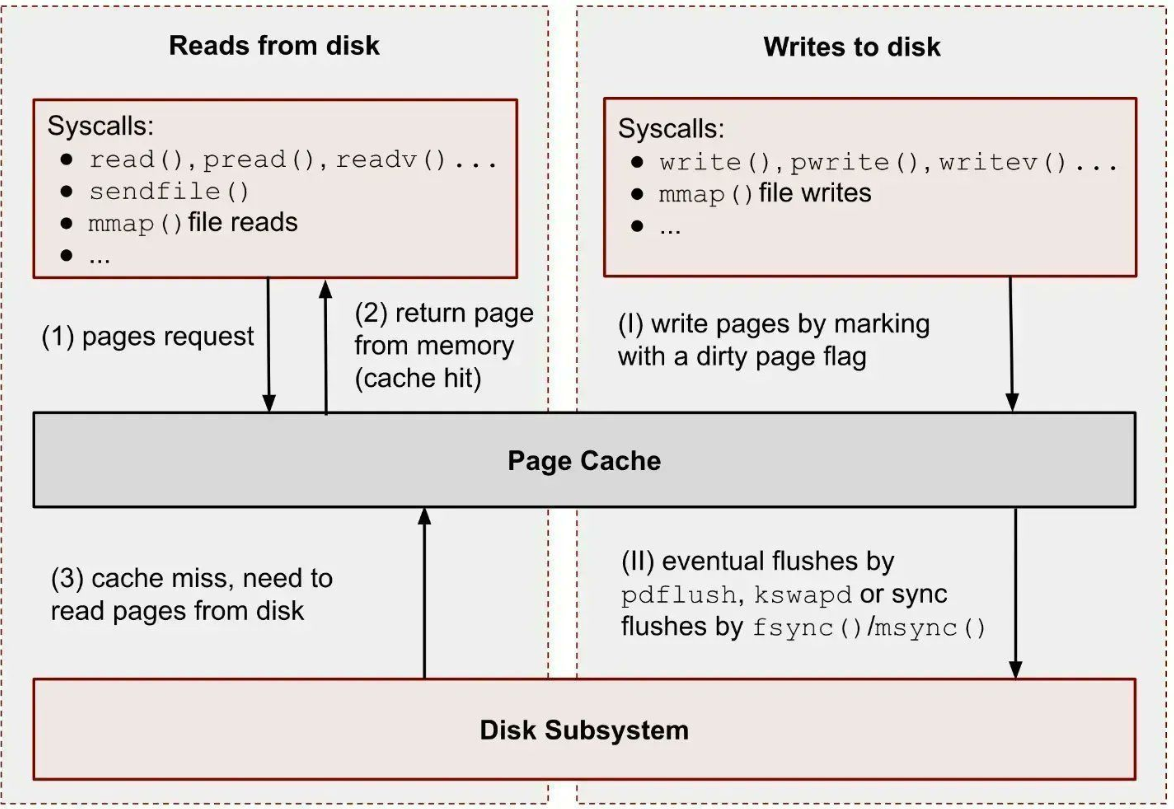 Reads from disk
Syscalls:
● read(), pread(), readv()...
● sendfile()
● mmap() file reads
● ...
(1) pages request
(2) return page
from memory
(cache hit)
Writes to disk
Syscalls:
● write(), pwrite(), writev()...
● mmap() file writes
● ...
(I) write pages by marking
with a dirty page flag
Page Cache
(3) cache miss, need to
read pages from disk
(II) eventual flushes by
pdflush, kswapd or sync
flushes by fsync()/msync()
Disk Subsystem